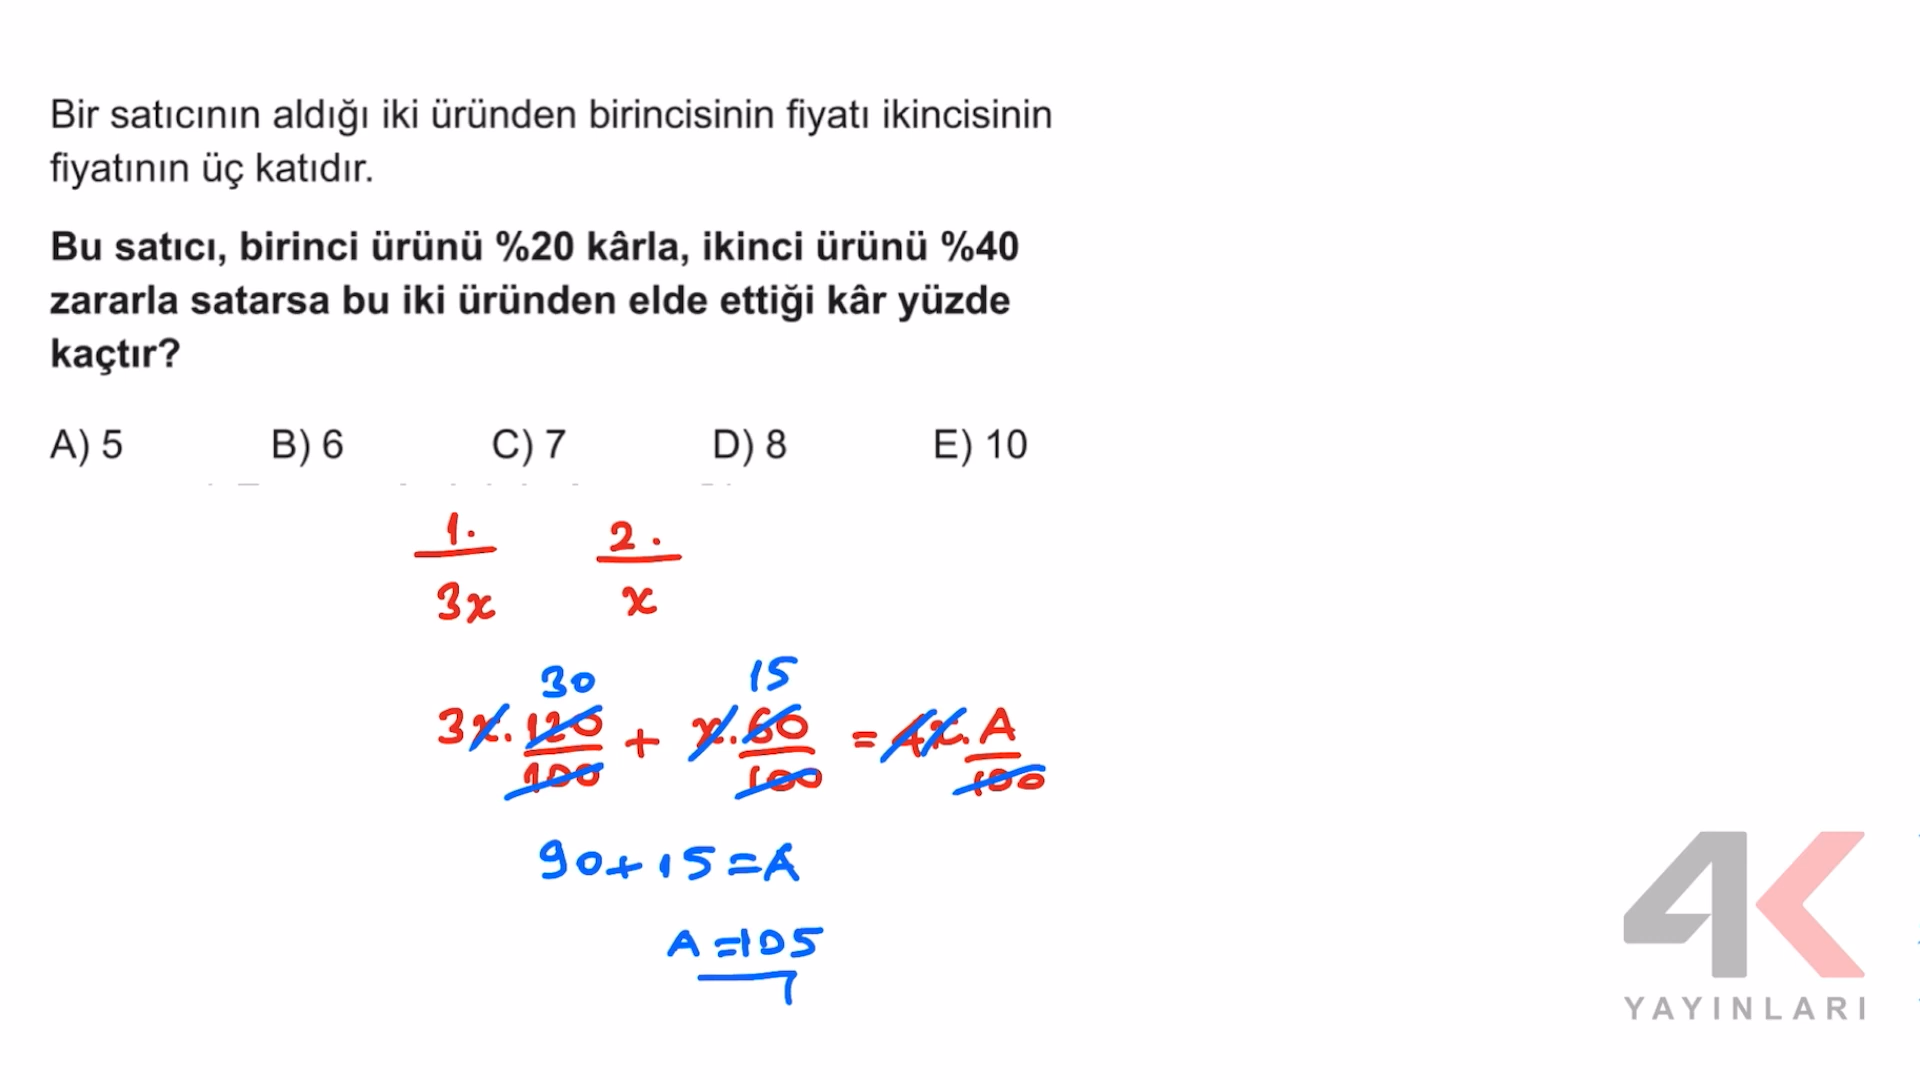 Bir satıcının aldığı iki üründen birincisinin fiyatı ikincisinin
fiyatının üç katıdır.
Bu satıcı, birinci ürünü %20 kârla, ikinci ürünü %40
zararla satarsa bu iki üründen elde ettiği kâr yüzde
kaçtır?
A) 5 B) 6 C) 7 D) 8 E) 10
1. 2.
3x x
30 15
3x. 120/100 + x. 60/100 = 4x. A/100
90+15=A
A=105
4K
YAYINLARI